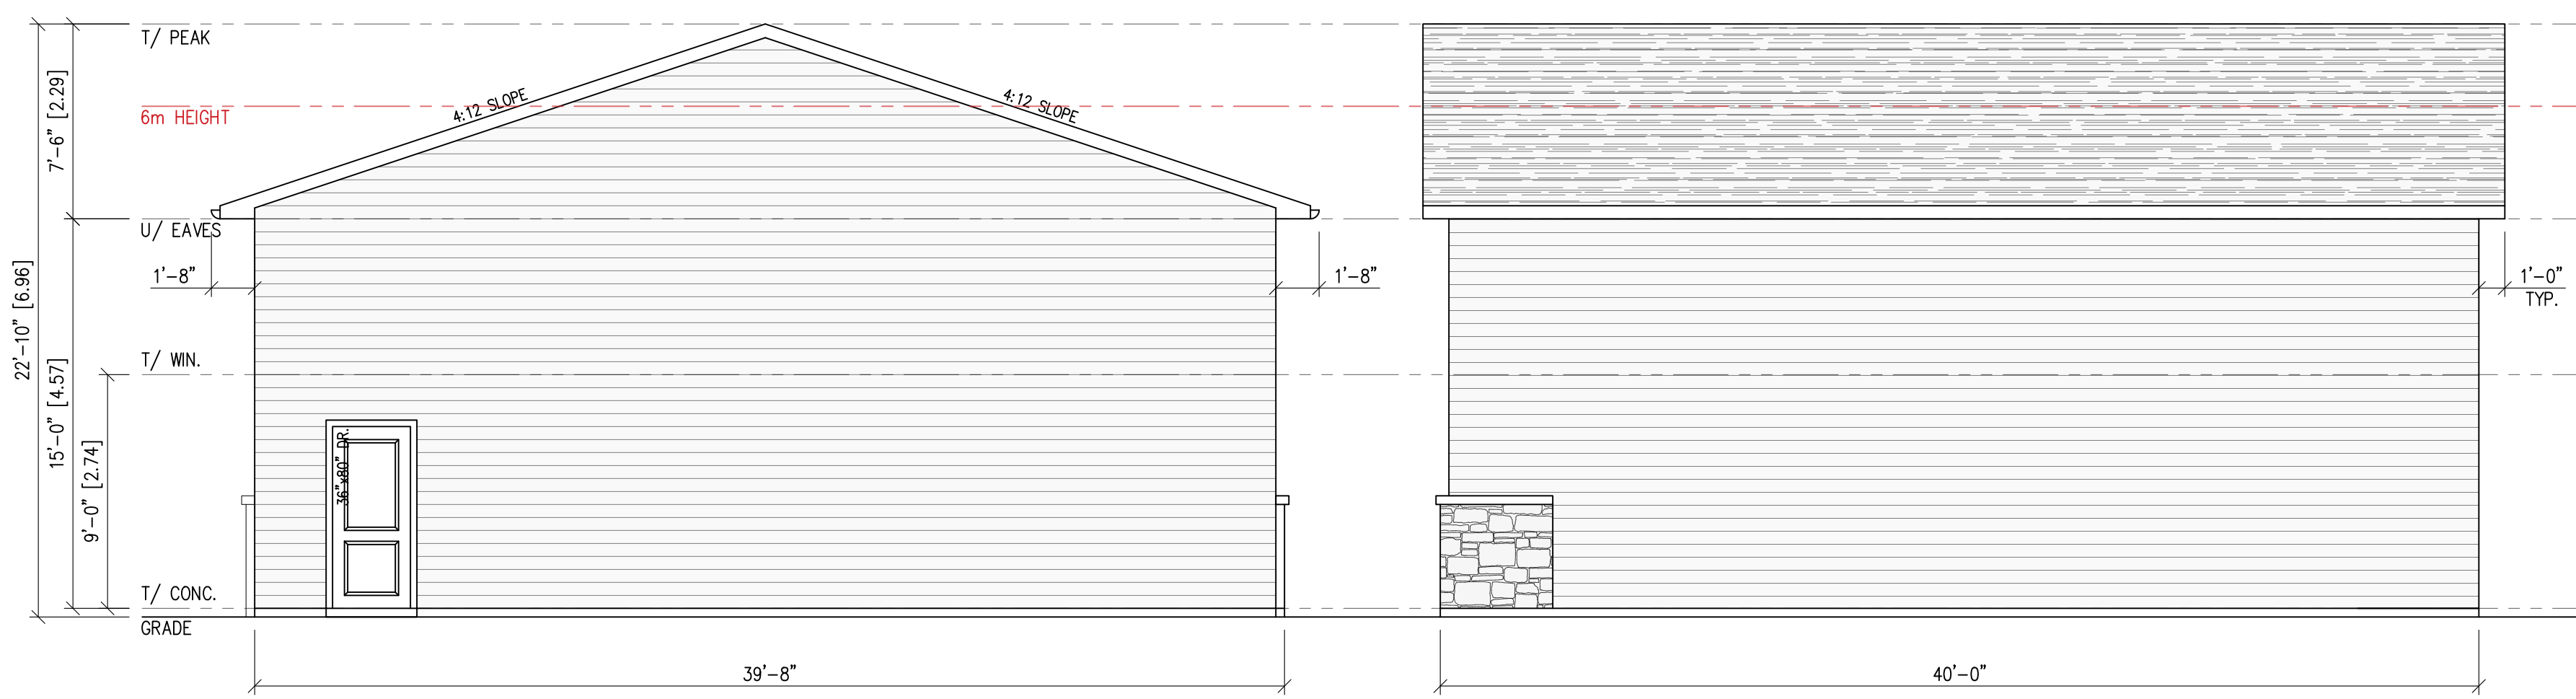 T/ PEAK
7'-6" [2.29]
4:12 SLOPE
4:12 SLOPE
6m HEIGHT
U/ EAVES
1'-8"
1'-8"
1'-0"
TYP.
22'-10" [6.96]
T/ WIN.
15'-0" [4.57]
9'-0" [2.74]
36"x80" DR.
T/ CONC.
GRADE
39'-8"
40'-0"